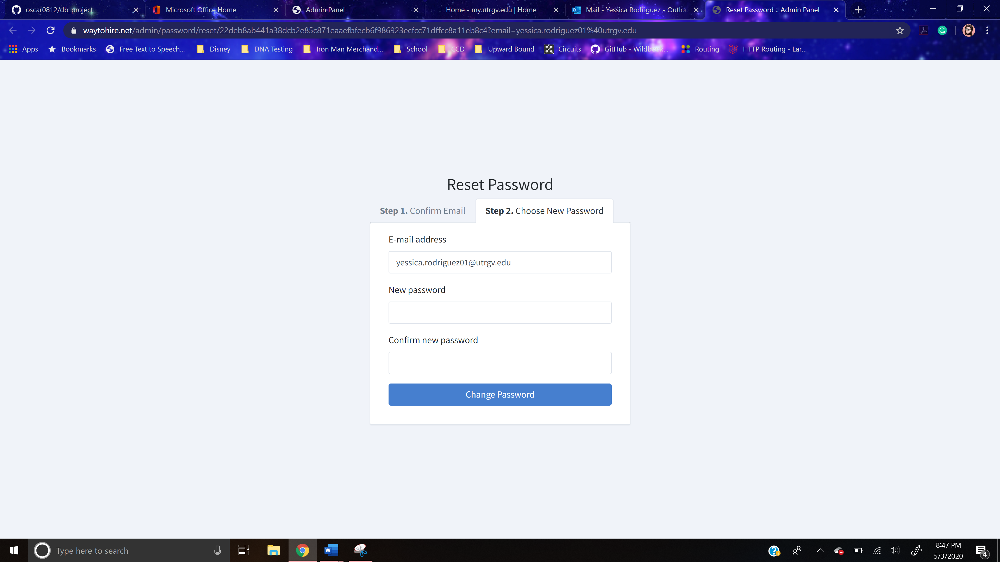 oscar0812/db_project
Microsoft Office Home
Admin Panel
Home - my.utrgv.edu | Home
Mail - Yessica Rodriguez - Outloo
Reset Password :: Admin Panel
waytohire.net/admin/password/reset/22deb8ab441a38dcb2e85c871eaaefbfecb6f986923ecfcc71dffcc8a11eb8c4?email=yessica.rodriguez01%40utrgv.edu
Apps
Bookmarks
Free Text to Speech...
Disney
DNA Testing
Iron Man Merchand...
School
CCD
Upward Bound
Circuits
GitHub - Wildbook...
Routing
HTTP Routing - Lar...
Reset Password
Step 1. Confirm Email
Step 2. Choose New Password
E-mail address
yessica.rodriguez01@utrgv.edu
New password
Confirm new password
Change Password
Type here to search
8:47 PM
5/3/2020
4